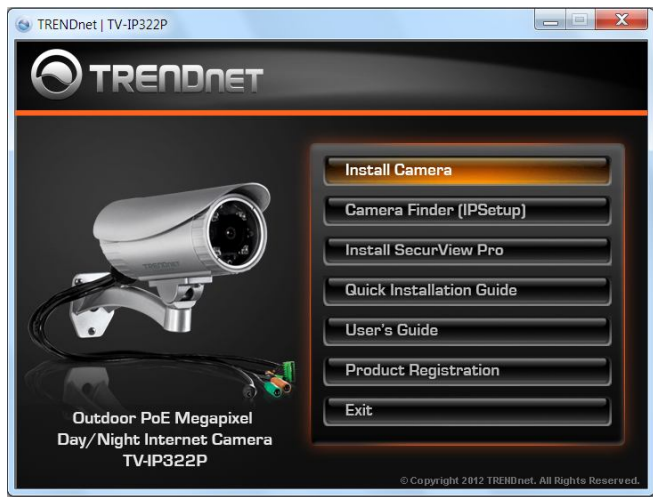 TRENDnet | TV-IP322P
TRENDNET
Install Camera
Camera Finder (IPSetup)
Install SecurView Pro
Quick Installation Guide
User's Guide
Product Registration
Exit
TRENDNET
Outdoor PoE Megapixel
Day/Night Internet Camera
TV-IP322P
© Copyright 2012 TRENDnet. All Rights Reserved.